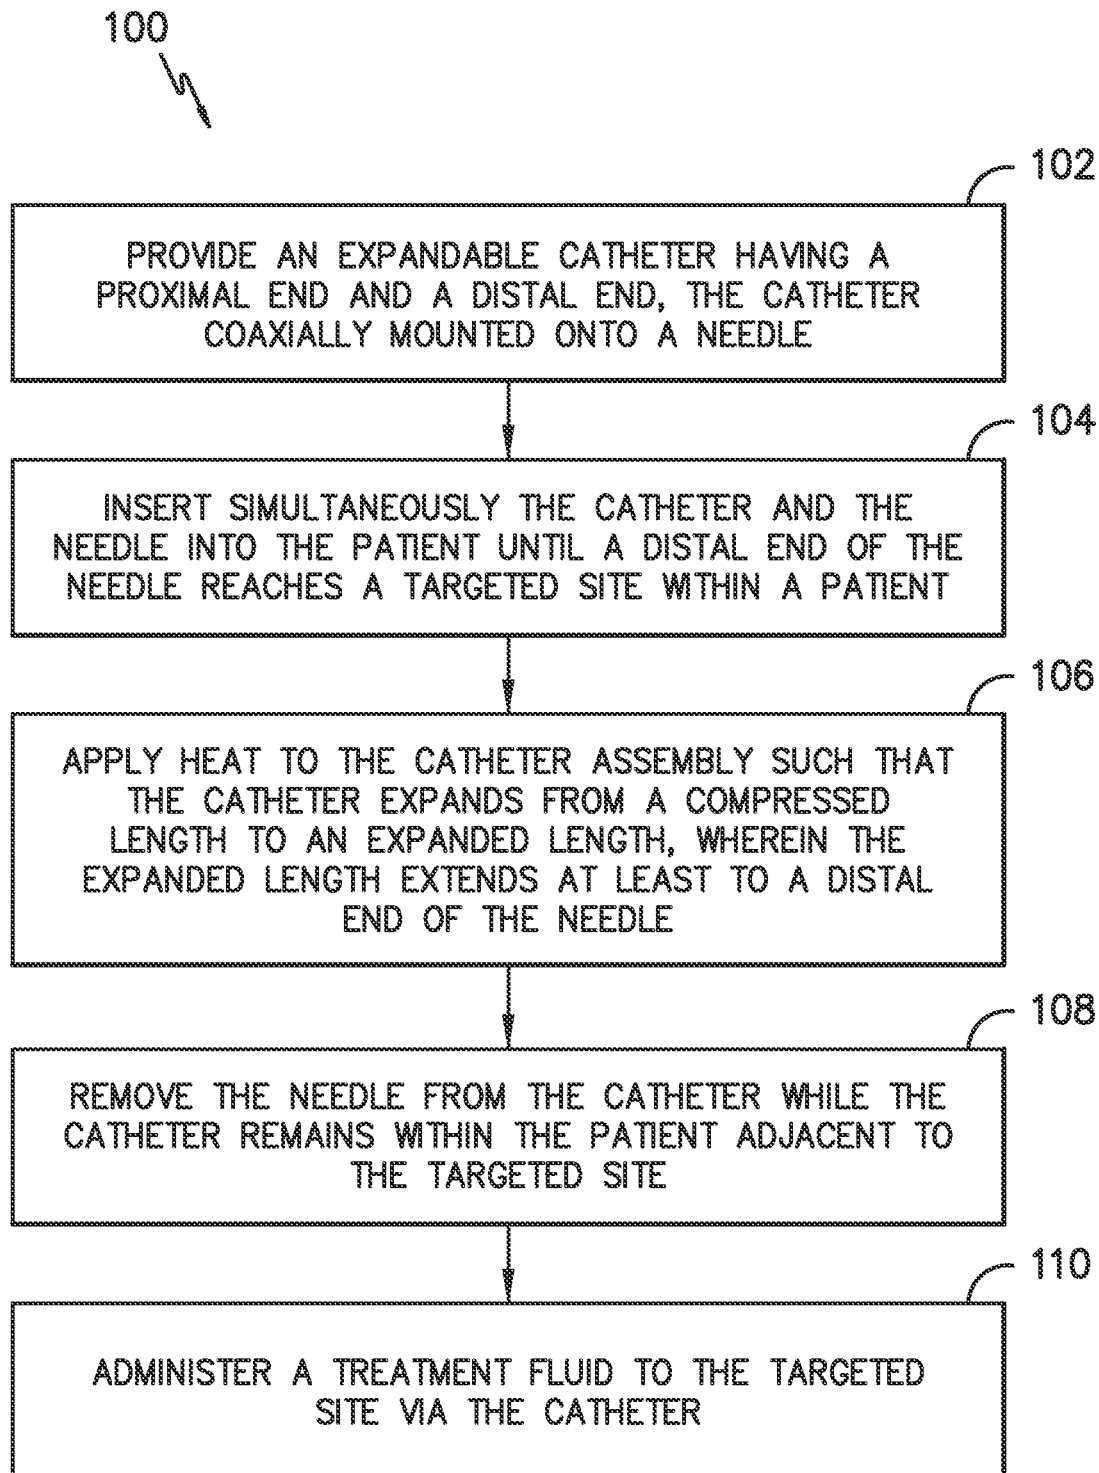 100
102
PROVIDE AN EXPANDABLE CATHETER HAVING A
PROXIMAL END AND A DISTAL END, THE CATHETER
COAXIALLY MOUNTED ONTO A NEEDLE
104
INSERT SIMULTANEOUSLY THE CATHETER AND THE
NEEDLE INTO THE PATIENT UNTIL A DISTAL END OF THE
NEEDLE REACHES A TARGETED SITE WITHIN A PATIENT
106
APPLY HEAT TO THE CATHETER ASSEMBLY SUCH THAT
THE CATHETER EXPANDS FROM A COMPRESSED
LENGTH TO AN EXPANDED LENGTH, WHEREIN THE
EXPANDED LENGTH EXTENDS AT LEAST TO A DISTAL
END OF THE NEEDLE
108
REMOVE THE NEEDLE FROM THE CATHETER WHILE THE
CATHETER REMAINS WITHIN THE PATIENT ADJACENT TO
THE TARGETED SITE
110
ADMINISTER A TREATMENT FLUID TO THE TARGETED
SITE VIA THE CATHETER